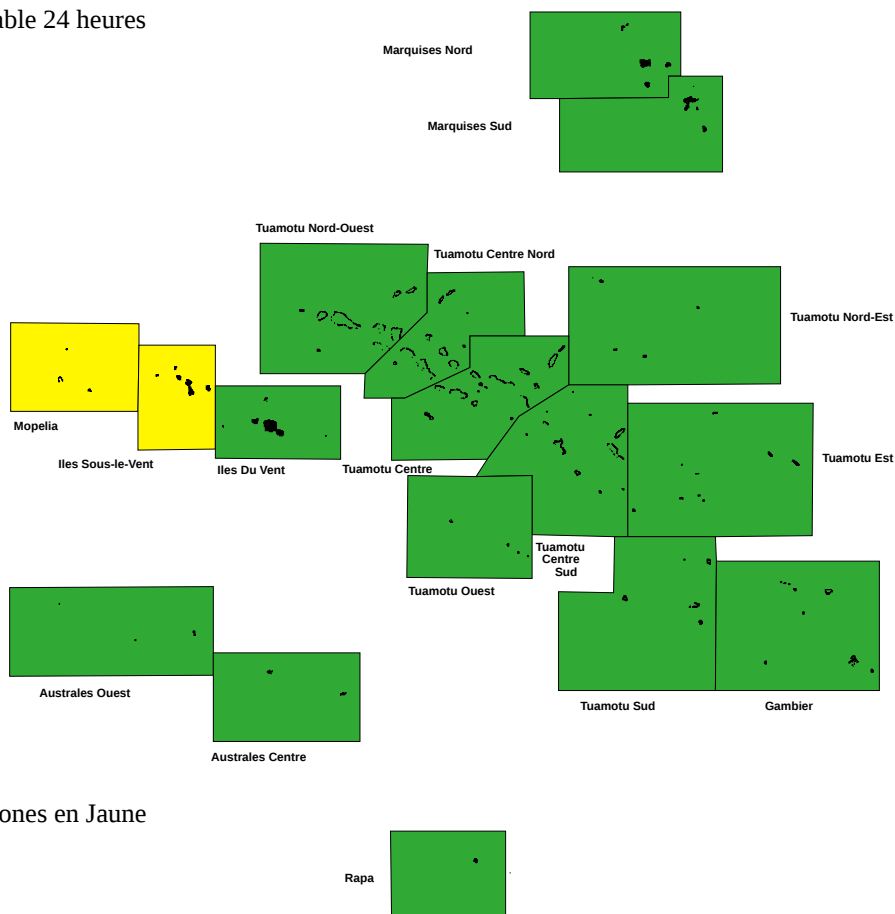 able 24 heures
Marquises Nord
Marquises Sud
Tuamotu Nord-Ouest
Tuamotu Centre Nord
Tuamotu Nord-Est
Mopelia
Iles Sous-le-Vent
Iles Du Vent
Tuamotu Centre
Tuamotu Est
Tuamotu
Centre
Sud
Tuamotu Ouest
Australes Ouest
Tuamotu Sud
Gambier
Australes Centre
ones en Jaune
Rapa